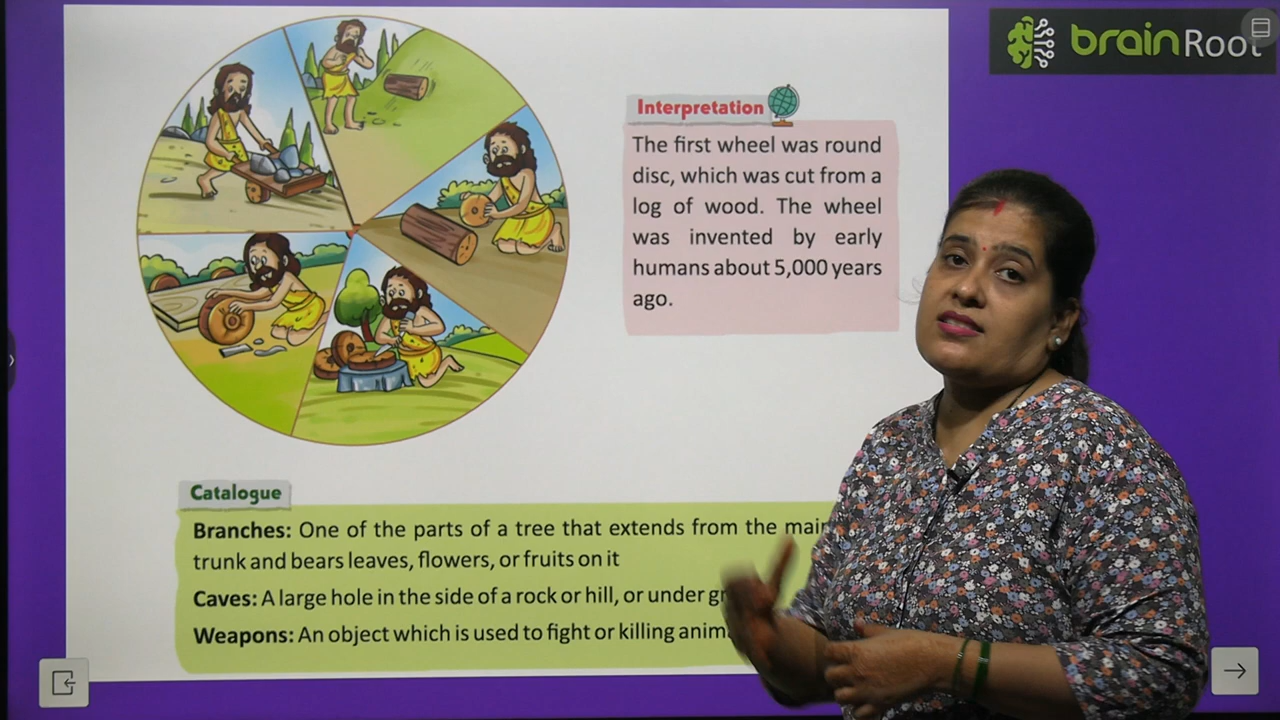 brainRoot
Interpretation
The first wheel was round
disc, which was cut from a
log of wood. The wheel
was invented by early
humans about 5,000 years
ago.
Catalogue
Branches: One of the parts of a tree that extends from the main
trunk and bears leaves, flowers, or fruits on it
Caves: A large hole in the side of a rock or hill, or under
Weapons: An object which is used to fight or killing